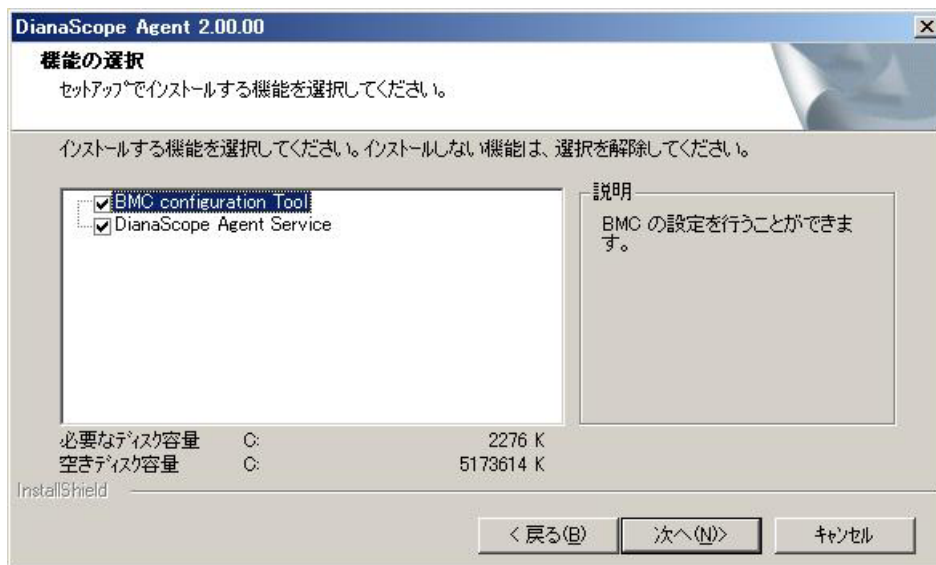 DianaScope Agent 2.00.00
機能の選択
セットアップでインストールする機能を選択してください。
インストールする機能を選択してください。インストールしない機能は、選択を解除してください。
BMC configuration Tool
DianaScope Agent Service
説明
BMC の設定を行うことができま
す。
必要なディスク容量 C: 2276 K
空きディスク容量 C: 5173614 K
InstallShield
< 戻る(B) 次へ(N)> キャンセル